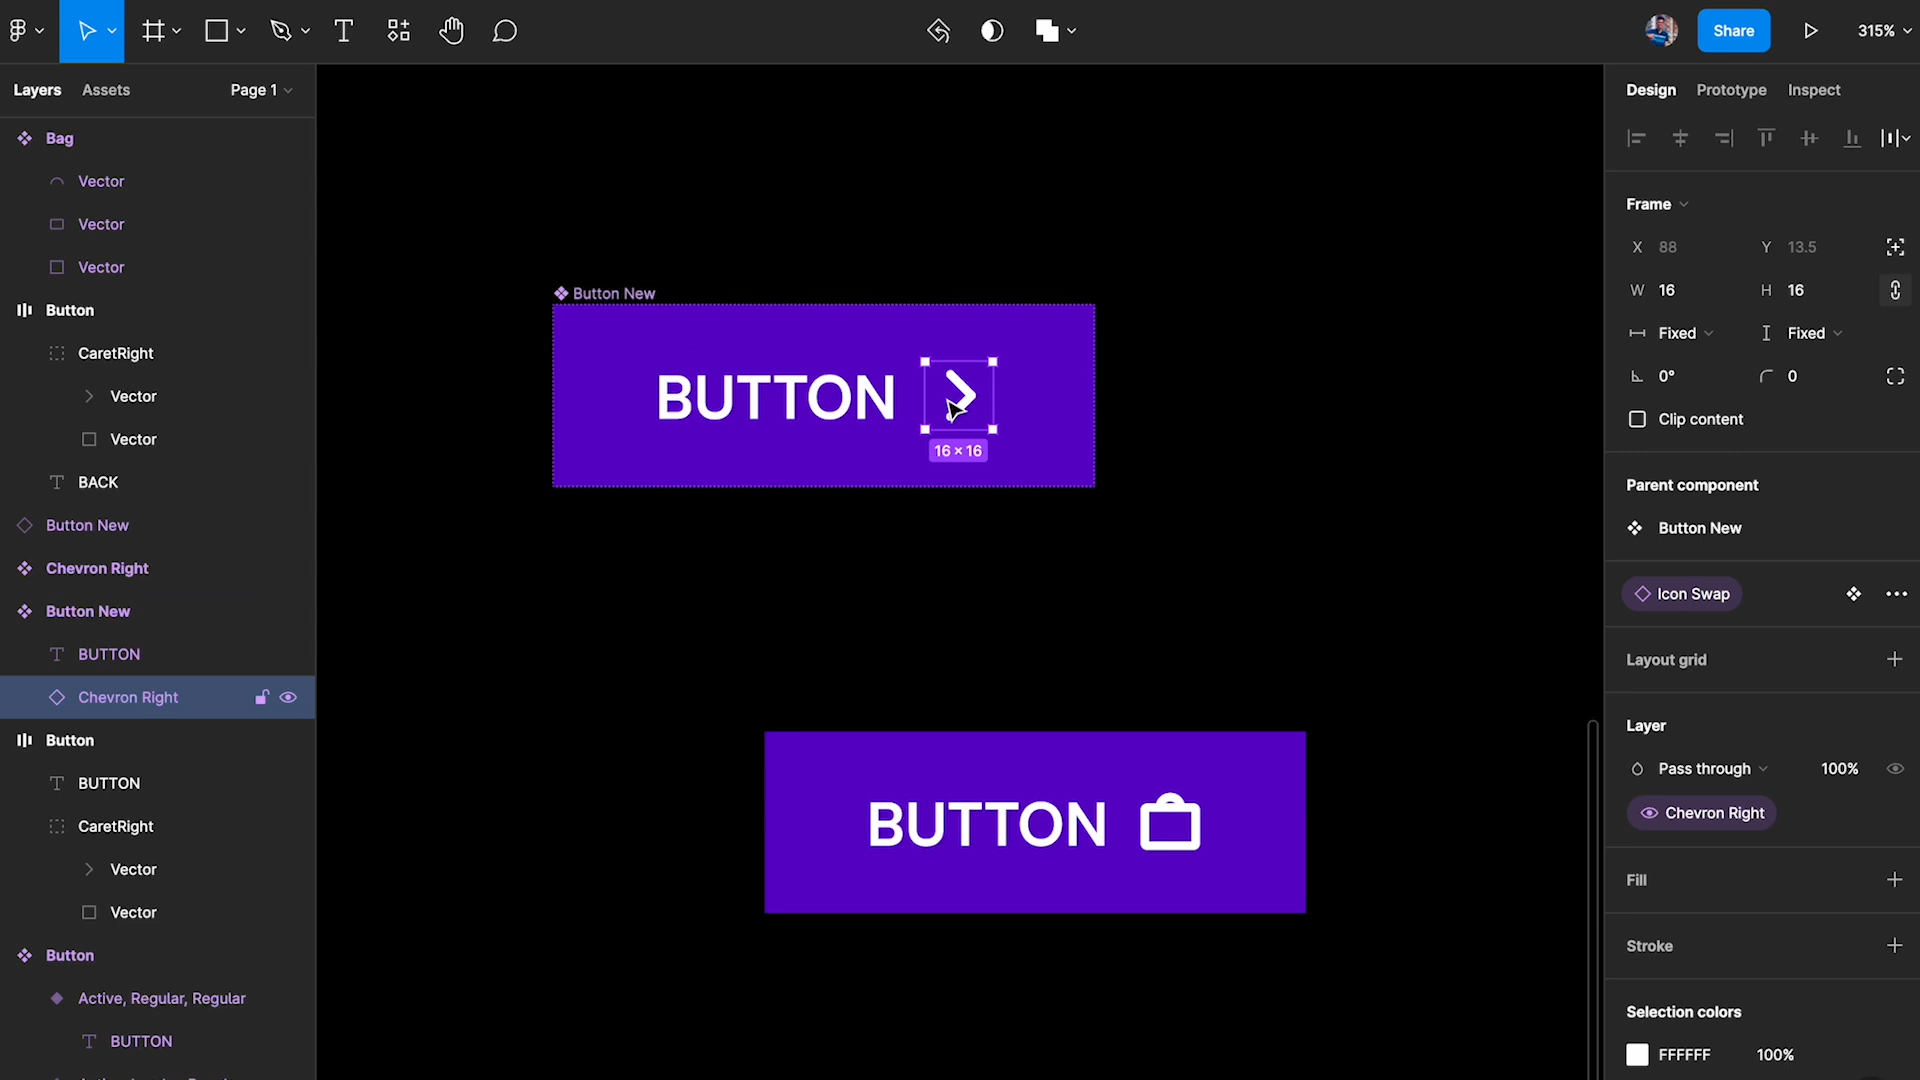 Share
315%
Layers Assets Page 1
Bag
Vector
Vector
Vector
Button
CaretRight
Vector
Vector
BACK
Button New
Chevron Right
Button New
BUTTON
Chevron Right
Button
BUTTON
CaretRight
Vector
Vector
Button
Active, Regular, Regular
BUTTON
Button New
BUTTON
16 × 16
BUTTON
Design Prototype Inspect
Frame
X 88 Y 13.5
W 16 H 16
Fixed Fixed
0° 0
Clip content
Parent component
Button New
Icon Swap
Layout grid
Layer
Pass through 100%
Chevron Right
Fill
Stroke
Selection colors
FFFFFF 100%